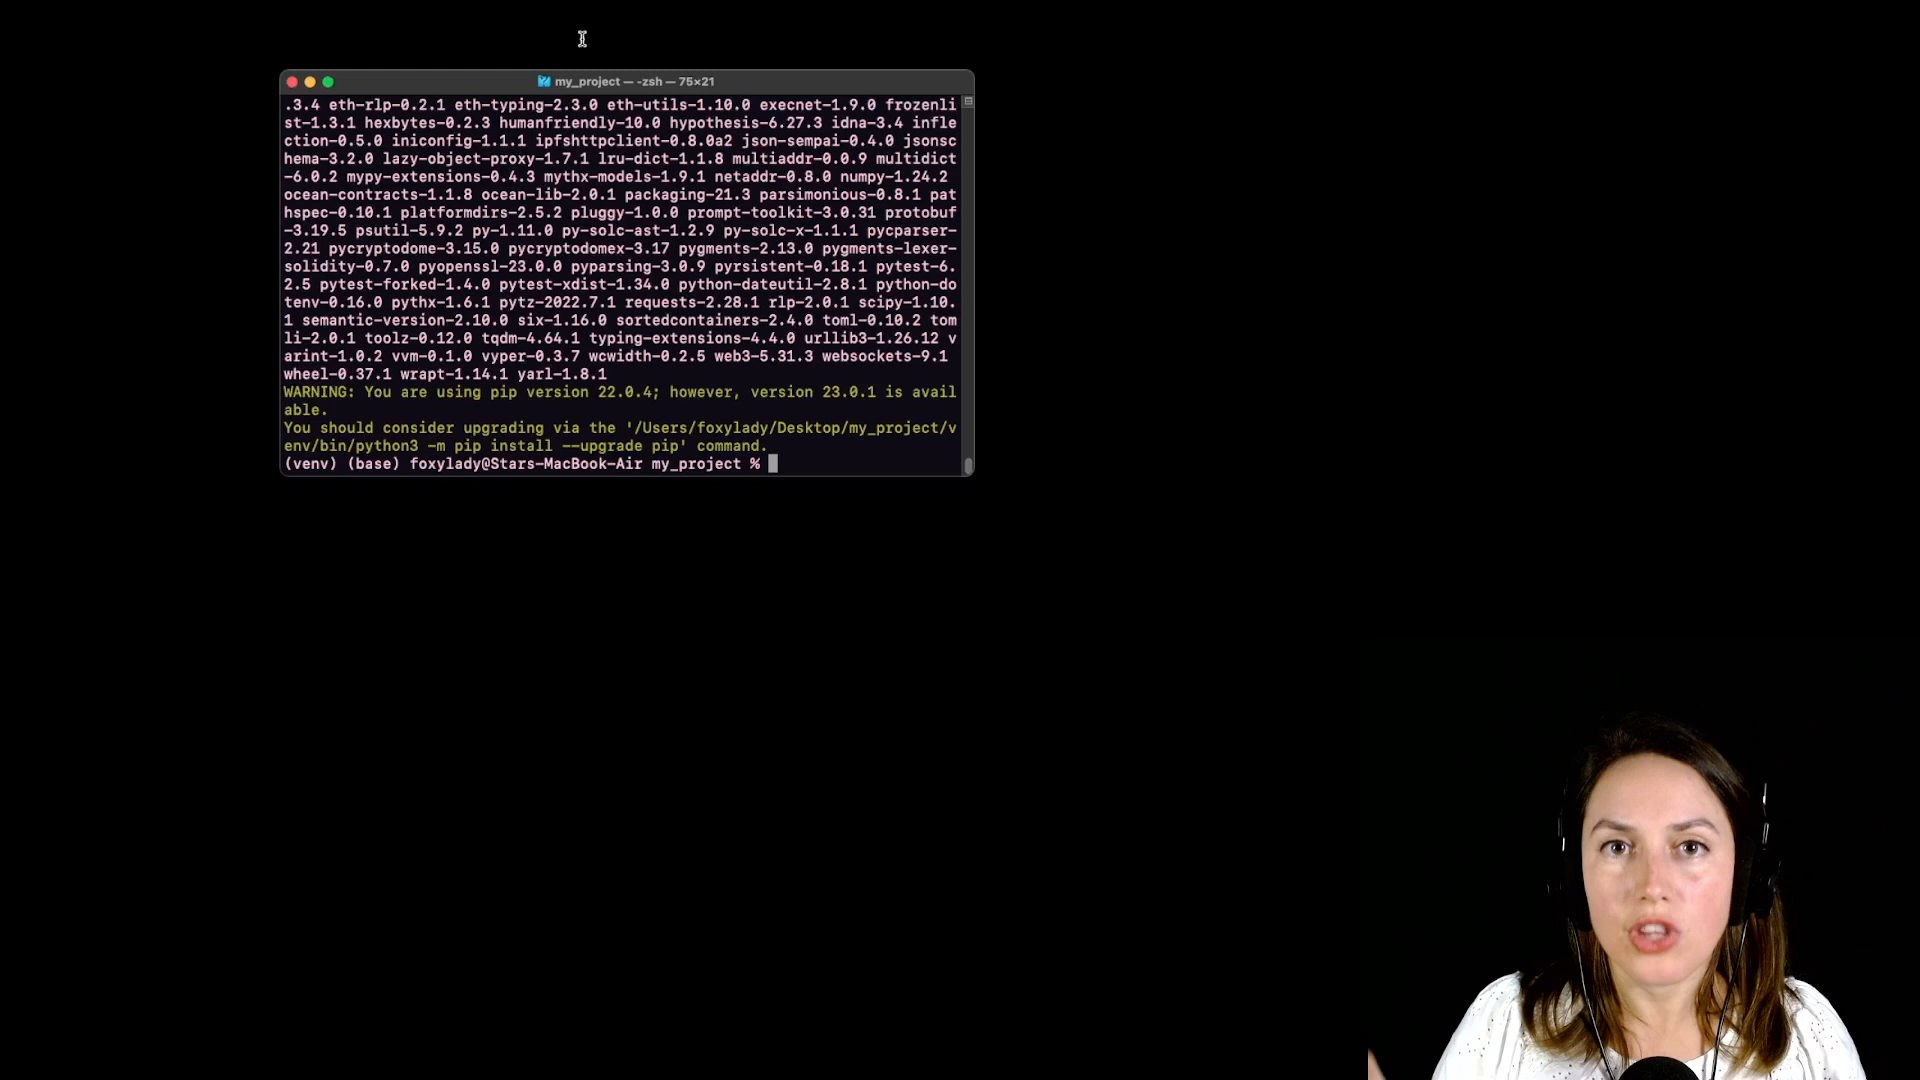 my_project — -zsh — 75×21
.3.4 eth-rlp-0.2.1 eth-typing-2.3.0 eth-utils-1.10.0 execnet-1.9.0 frozenli
st-1.3.1 hexbytes-0.2.3 humanfriendly-10.0 hypothesis-6.27.3 idna-3.4 infle
ction-0.5.0 iniconfig-1.1.1 ipfshttpclient-0.8.0a2 json-sempai-0.4.0 jsonsc
hema-3.2.0 lazy-object-proxy-1.7.1 lru-dict-1.1.8 multiaddr-0.0.9 multidict
-6.0.2 mypy-extensions-0.4.3 mythx-models-1.9.1 netaddr-0.8.0 numpy-1.24.2
ocean-contracts-1.1.8 ocean-lib-2.0.1 packaging-21.3 parsimonious-0.8.1 pat
hspec-0.10.1 platformdirs-2.5.2 pluggy-1.0.0 prompt-toolkit-3.0.31 protobuf
-3.19.5 psutil-5.9.2 py-1.11.0 py-solc-ast-1.2.9 py-solc-x-1.1.1 pycparser-
2.21 pycryptodome-3.15.0 pycryptodomex-3.17 pygments-2.13.0 pygments-lexer-
solidity-0.7.0 pyopenssl-23.0.0 pyparsing-3.0.9 pyrsistent-0.18.1 pytest-6.
2.5 pytest-forked-1.4.0 pytest-xdist-1.34.0 python-dateutil-2.8.1 python-do
tenv-0.16.0 pythx-1.6.1 pytz-2022.7.1 requests-2.28.1 rlp-2.0.1 scipy-1.10.
1 semantic-version-2.10.0 six-1.16.0 sortedcontainers-2.4.0 toml-0.10.2 tom
li-2.0.1 toolz-0.12.0 tqdm-4.64.1 typing-extensions-4.4.0 urllib3-1.26.12 v
arint-1.0.2 vvm-0.1.0 vyper-0.3.7 wcwidth-0.2.5 web3-5.31.3 websockets-9.1
wheel-0.37.1 wrapt-1.14.1 yarl-1.8.1
WARNING: You are using pip version 22.0.4; however, version 23.0.1 is avail
able.
You should consider upgrading via the '/Users/foxylady/Desktop/my_project/v
env/bin/python3 -m pip install --upgrade pip' command.
(venv) (base) foxylady@Stars-MacBook-Air my_project %